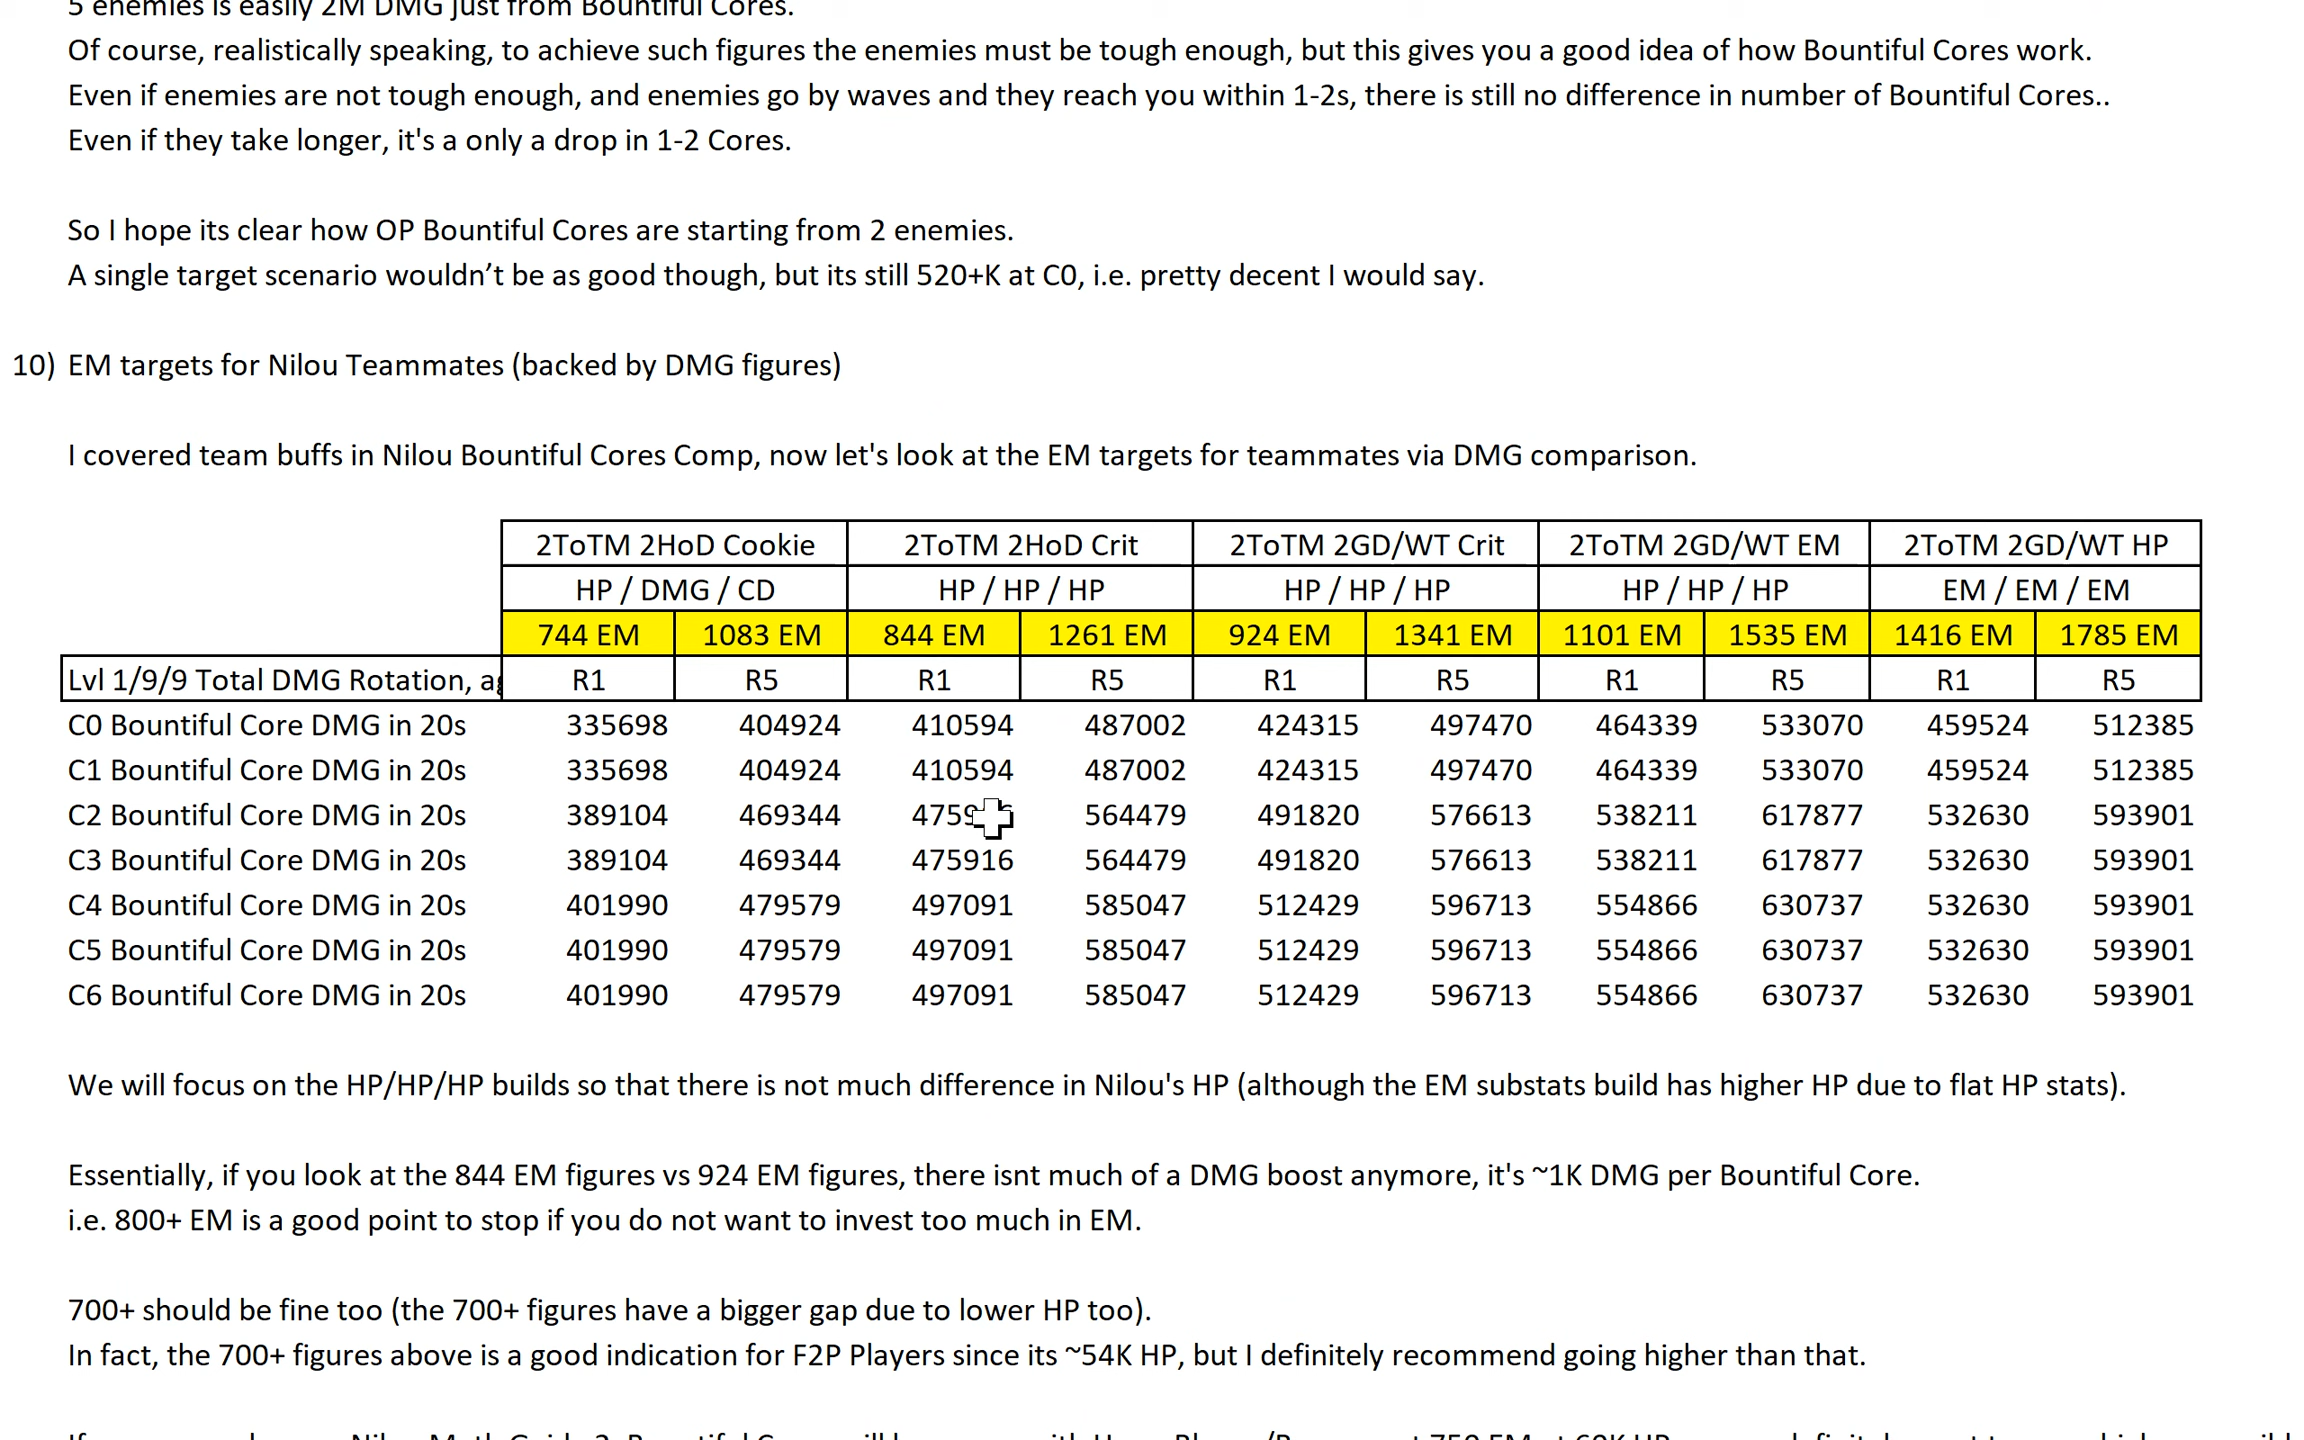 5 enemies is easily 2M DMG just from Bountiful Cores.
Of course, realistically speaking, to achieve such figures the enemies must be tough enough, but this gives you a good idea of how Bountiful Cores work.
Even if enemies are not tough enough, and enemies go by waves and they reach you within 1-2s, there is still no difference in number of Bountiful Cores..
Even if they take longer, it's a only a drop in 1-2 Cores.
So I hope its clear how OP Bountiful Cores are starting from 2 enemies.
A single target scenario wouldn’t be as good though, but its still 520+K at C0, i.e. pretty decent I would say.
10) EM targets for Nilou Teammates (backed by DMG figures)
I covered team buffs in Nilou Bountiful Cores Comp, now let's look at the EM targets for teammates via DMG comparison.
2ToTM 2HoD Cookie 2ToTM 2HoD Crit 2ToTM 2GD/WT Crit 2ToTM 2GD/WT EM 2ToTM 2GD/WT HP
HP / DMG / CD HP / HP / HP HP / HP / HP HP / HP / HP EM / EM / EM
744 EM 1083 EM 844 EM 1261 EM 924 EM 1341 EM 1101 EM 1535 EM 1416 EM 1785 EM
Lvl 1/9/9 Total DMG Rotation, R1 R5 R1 R5 R1 R5 R1 R5 R1 R5
C0 Bountiful Core DMG in 20s 335698 404924 410594 487002 424315 497470 464339 533070 459524 512385
C1 Bountiful Core DMG in 20s 335698 404924 410594 487002 424315 497470 464339 533070 459524 512385
C2 Bountiful Core DMG in 20s 389104 469344 564479 491820 576613 538211 617877 532630 593901
C3 Bountiful Core DMG in 20s 389104 469344 475916 564479 491820 576613 538211 617877 532630 593901
C4 Bountiful Core DMG in 20s 401990 479579 497091 585047 512429 596713 554866 630737 532630 593901
C5 Bountiful Core DMG in 20s 401990 479579 497091 585047 512429 596713 554866 630737 532630 593901
C6 Bountiful Core DMG in 20s 401990 479579 497091 585047 512429 596713 554866 630737 532630 593901
We will focus on the HP/HP/HP builds so that there is not much difference in Nilou's HP (although the EM substats build has higher HP due to flat HP stats).
Essentially, if you look at the 844 EM figures vs 924 EM figures, there isnt much of a DMG boost anymore, it's ~1K DMG per Bountiful Core.
i.e. 800+ EM is a good point to stop if you do not want to invest too much in EM.
700+ should be fine too (the 700+ figures have a bigger gap due to lower HP too).
In fact, the 700+ figures above is a good indication for F2P Players since its ~54K HP, but I definitely recommend going higher than that.